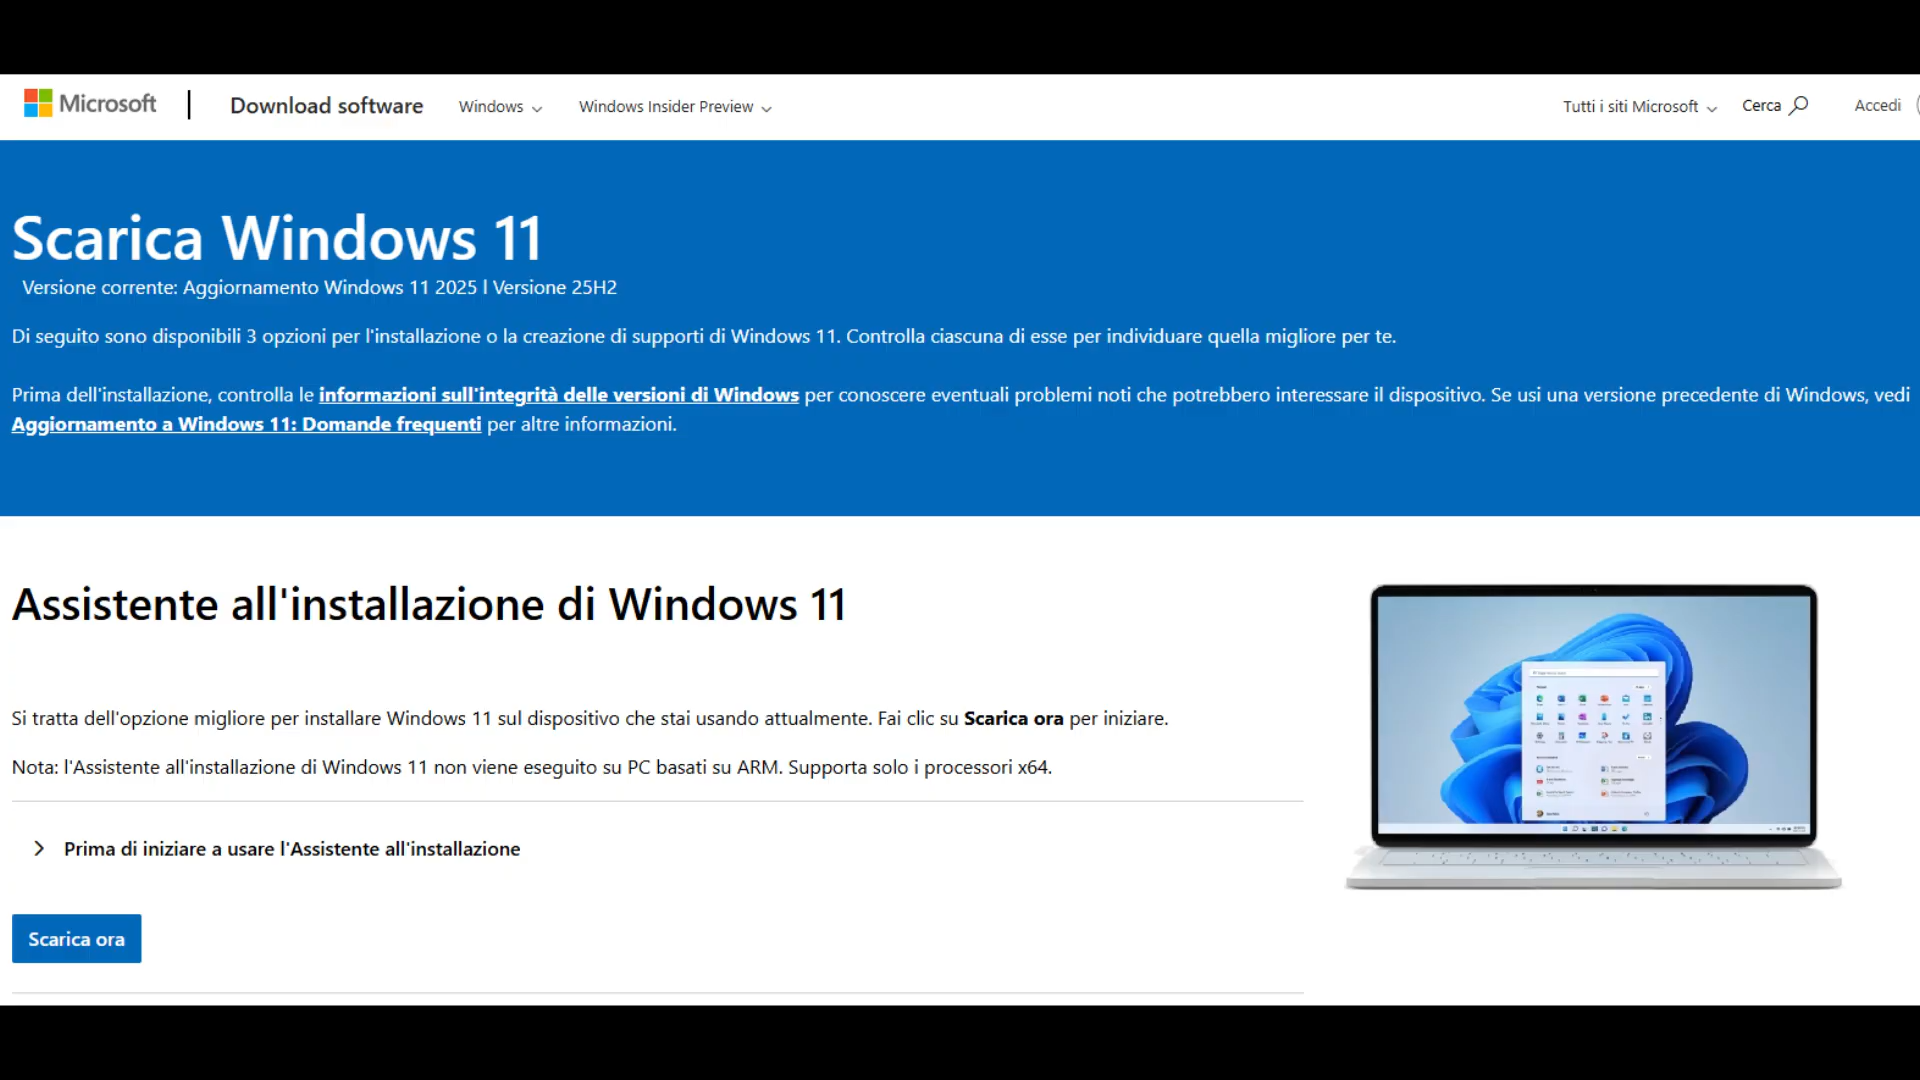 Microsoft
Download software
Windows
Windows Insider Preview
Tutti i siti Microsoft
Cerca
Accedi
Scarica Windows 11
Versione corrente: Aggiornamento Windows 11 2025 l Versione 25H2
Di seguito sono disponibili 3 opzioni per l'installazione o la creazione di supporti di Windows 11. Controlla ciascuna di esse per individuare quella migliore per te.
Prima dell'installazione, controlla le informazioni sull'integrità delle versioni di Windows per conoscere eventuali problemi noti che potrebbero interessare il dispositivo. Se usi una versione precedente di Windows, vedi
Aggiornamento a Windows 11: Domande frequenti per altre informazioni.
Assistente all'installazione di Windows 11
Si tratta dell'opzione migliore per installare Windows 11 sul dispositivo che stai usando attualmente. Fai clic su Scarica ora per iniziare.
Nota: l'Assistente all'installazione di Windows 11 non viene eseguito su PC basati su ARM. Supporta solo i processori x64.
Prima di iniziare a usare l'Assistente all'installazione
Scarica ora